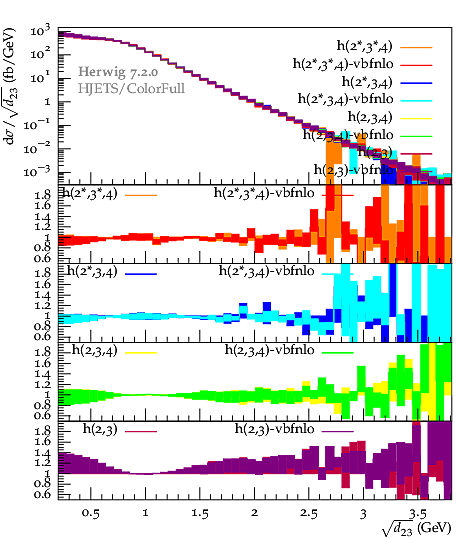 10³
10²
10¹
1
10⁻¹
10⁻²
10⁻³
dσ/√d₂₃ (fb/GeV)
Herwig 7.2.0
HJETS/ColorFull
h(2*,3*,4)
h(2*,3*,4)-vbfnlo
h(2*,3,4)
h(2*,3,4)-vbfnlo
h(2,3,4)
h(2,3,4)-vbfnlo
h(2,3)
h(2,3)-vbfnlo
h(2*,3*,4) h(2*,3*,4)-vbfnlo
1.8
1.6
1.4
1.2
1
0.8
0.6
h(2*,3,4) h(2*,3,4)-vbfnlo
1.8
1.6
1.4
1.2
1
0.8
0.6
h(2,3,4) h(2,3,4)-vbfnlo
1.8
1.6
1.4
1.2
1
0.8
0.6
h(2,3) h(2,3)-vbfnlo
1.8
1.6
1.4
1.2
1
0.8
0.6
0.5 1 1.5 2 2.5 3 3.5
√d₂₃ (GeV)